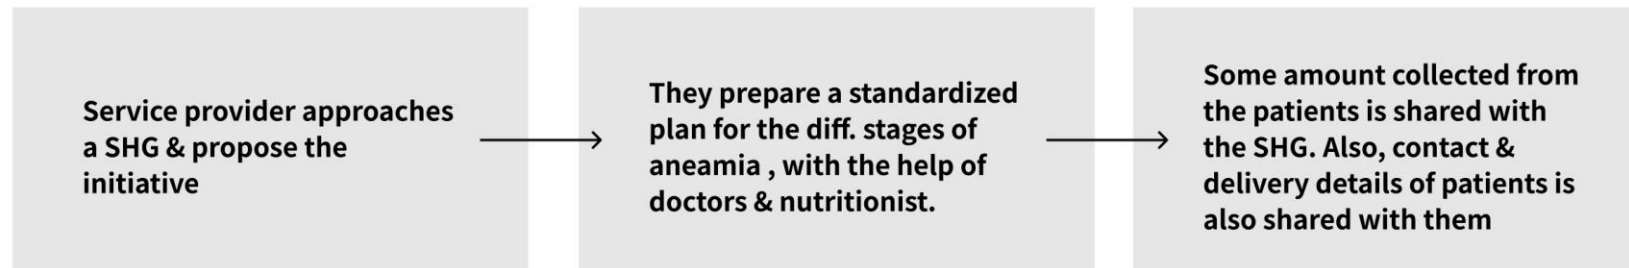 Service provider approaches
a SHG & propose the
initiative
They prepare a standardized
plan for the diff. stages of
aneamia , with the help of
doctors & nutritionist.
Some amount collected from
the patients is shared with
the SHG. Also, contact &
delivery details of patients is
also shared with them